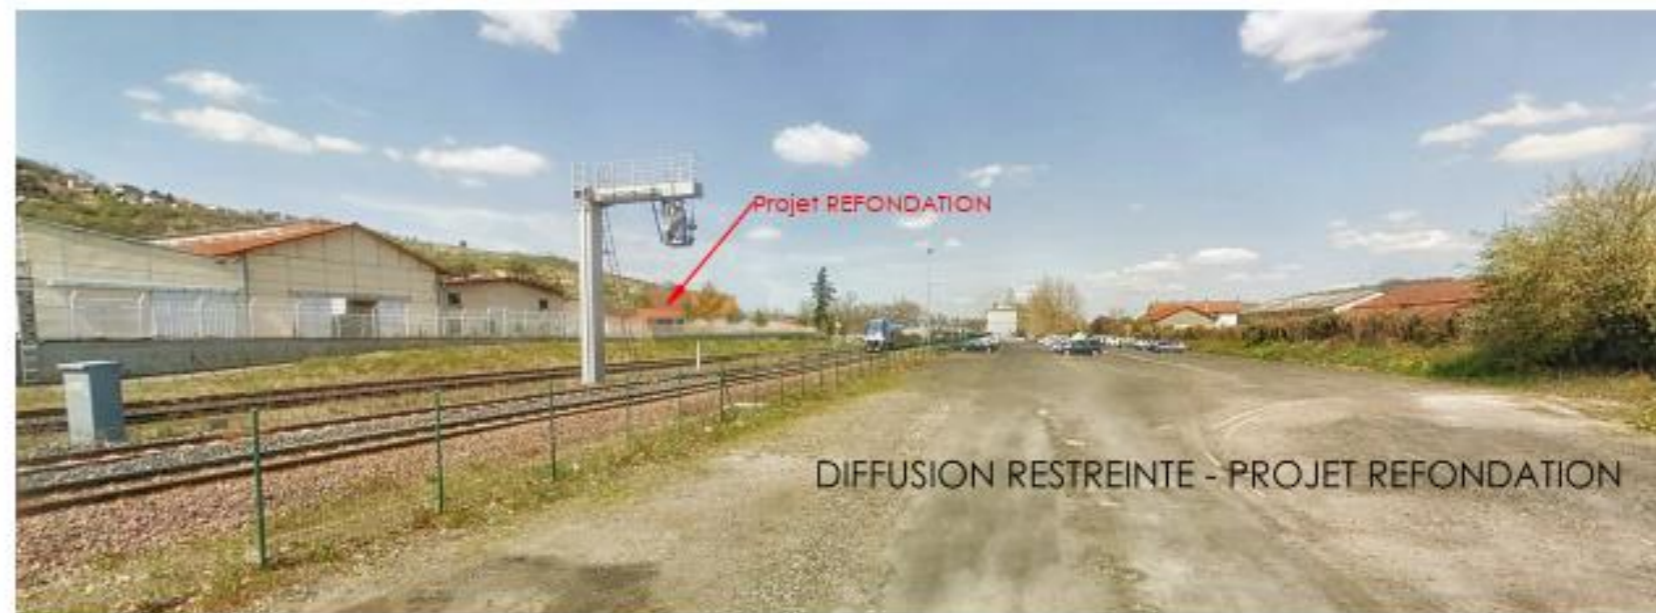 Projet REFONDATION
DIFFUSION RESTREINTE - PROJET REFONDATION